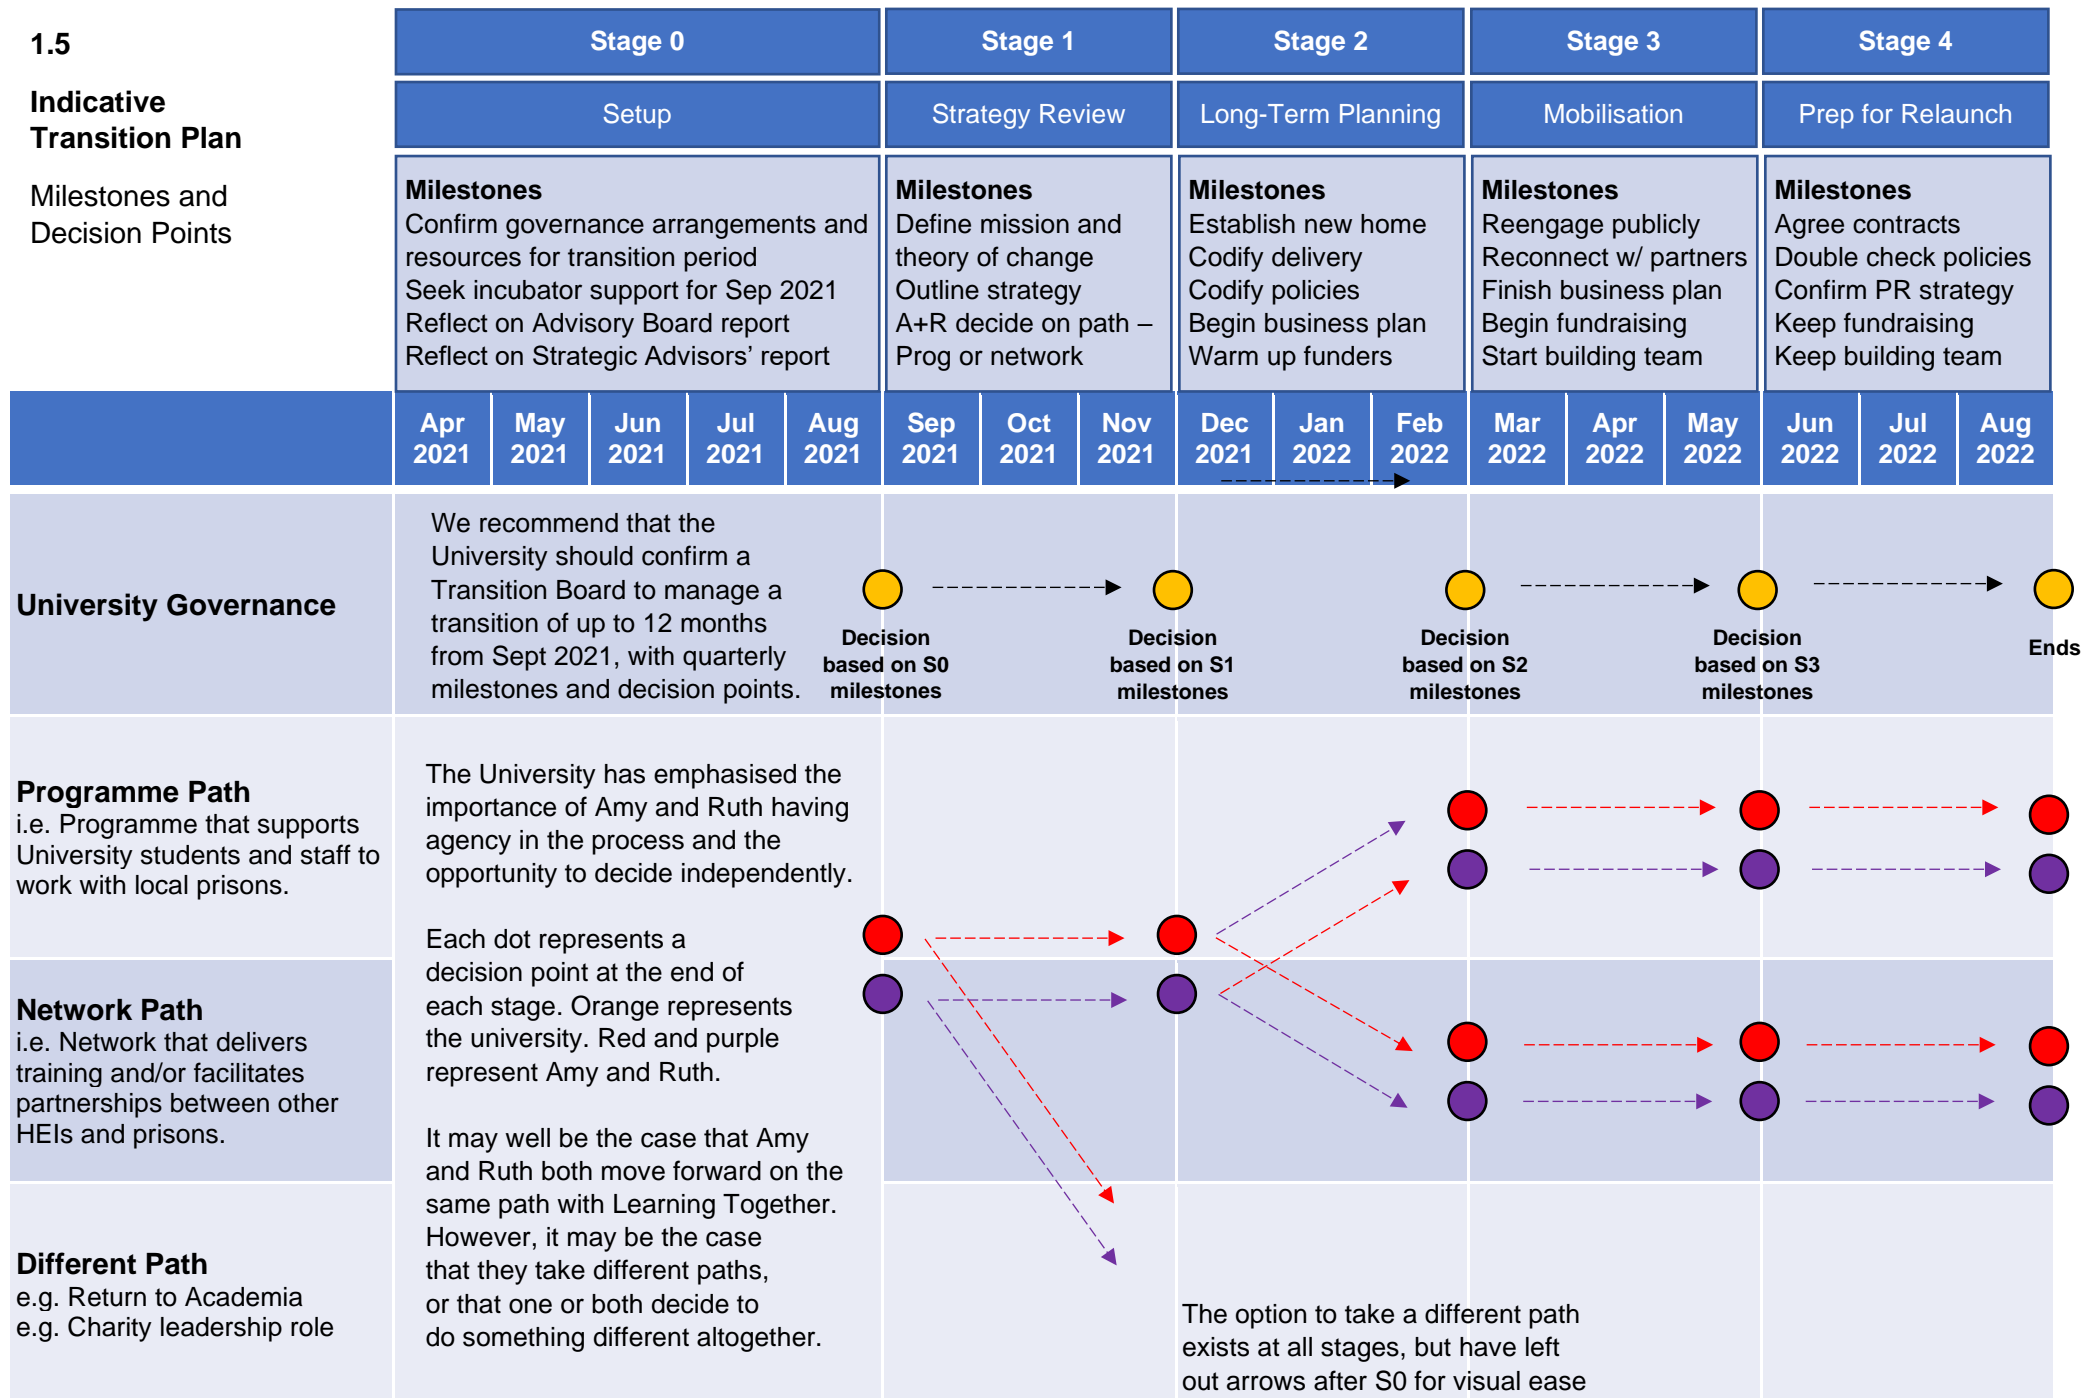 1.5
Indicative
Transition Plan
Milestones and
Decision Points
Stage 0
Stage 1
Stage 2
Stage 3
Stage 4
Setup
Strategy Review
Long-Term Planning
Mobilisation
Prep for Relaunch
Milestones
Confirm governance arrangements and
resources for transition period
Seek incubator support for Sep 2021
Reflect on Advisory Board report
Reflect on Strategic Advisors’ report
Milestones
Define mission and
theory of change
Outline strategy
A+R decide on path –
Prog or network
Milestones
Establish new home
Codify delivery
Codify policies
Begin business plan
Warm up funders
Milestones
Reengage publicly
Reconnect w/ partners
Finish business plan
Begin fundraising
Start building team
Milestones
Agree contracts
Double check policies
Confirm PR strategy
Keep fundraising
Keep building team
Apr
2021
May
2021
Jun
2021
Jul
2021
Aug
2021
Sep
2021
Oct
2021
Nov
2021
Dec
2021
Jan
2022
Feb
2022
Mar
2022
Apr
2022
May
2022
Jun
2022
Jul
2022
Aug
2022
University Governance
We recommend that the
University should confirm a
Transition Board to manage a
transition of up to 12 months
from Sept 2021, with quarterly
milestones and decision points.
Decision
based on S0
milestones
Decision
based on S1
milestones
Decision
based on S2
milestones
Decision
based on S3
milestones
Ends
Programme Path
i.e. Programme that supports
University students and staff to
work with local prisons.
The University has emphasised the
importance of Amy and Ruth having
agency in the process and the
opportunity to decide independently.
Each dot represents a
decision point at the end of
each stage. Orange represents
the university. Red and purple
represent Amy and Ruth.
It may well be the case that Amy
and Ruth both move forward on the
same path with Learning Together.
However, it may be the case
that they take different paths,
or that one or both decide to
do something different altogether.
Network Path
i.e. Network that delivers
training and/or facilitates
partnerships between other
HEIs and prisons.
Different Path
e.g. Return to Academia
e.g. Charity leadership role
The option to take a different path
exists at all stages, but have left
out arrows after S0 for visual ease